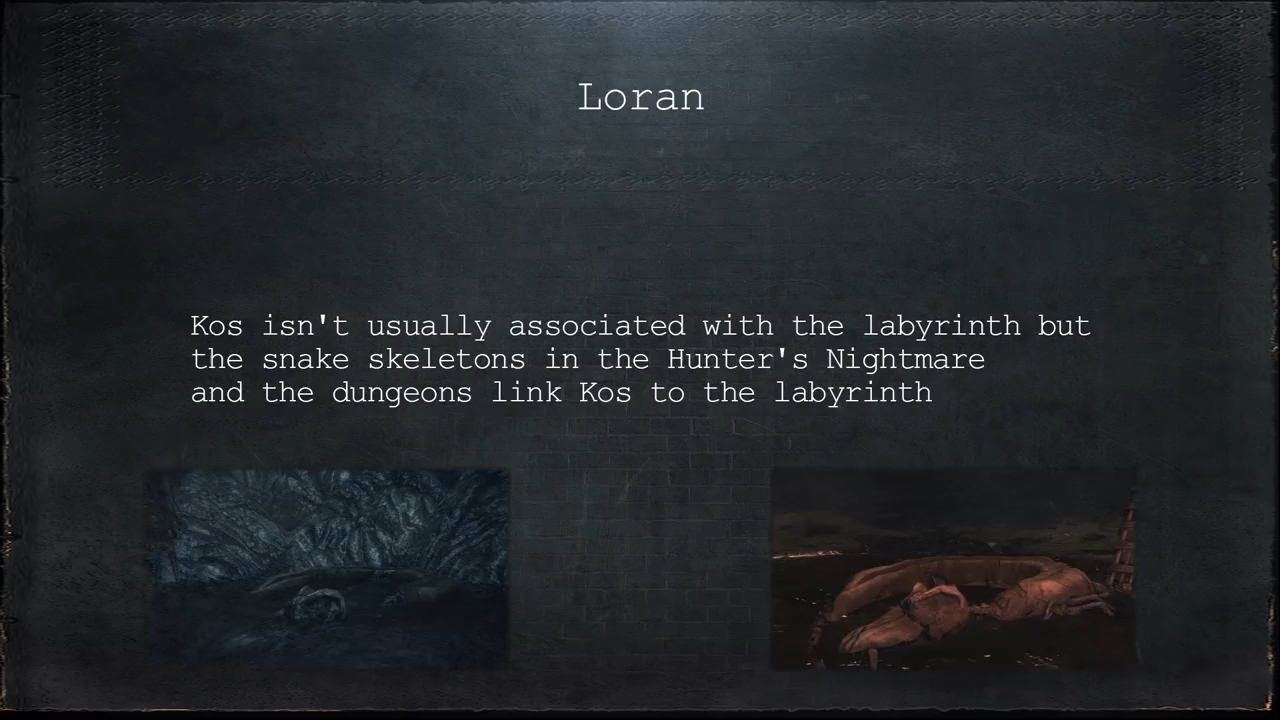 Loran
Kos isn't usually associated with the labyrinth but
the snake skeletons in the Hunter's Nightmare
and the dungeons link Kos to the labyrinth